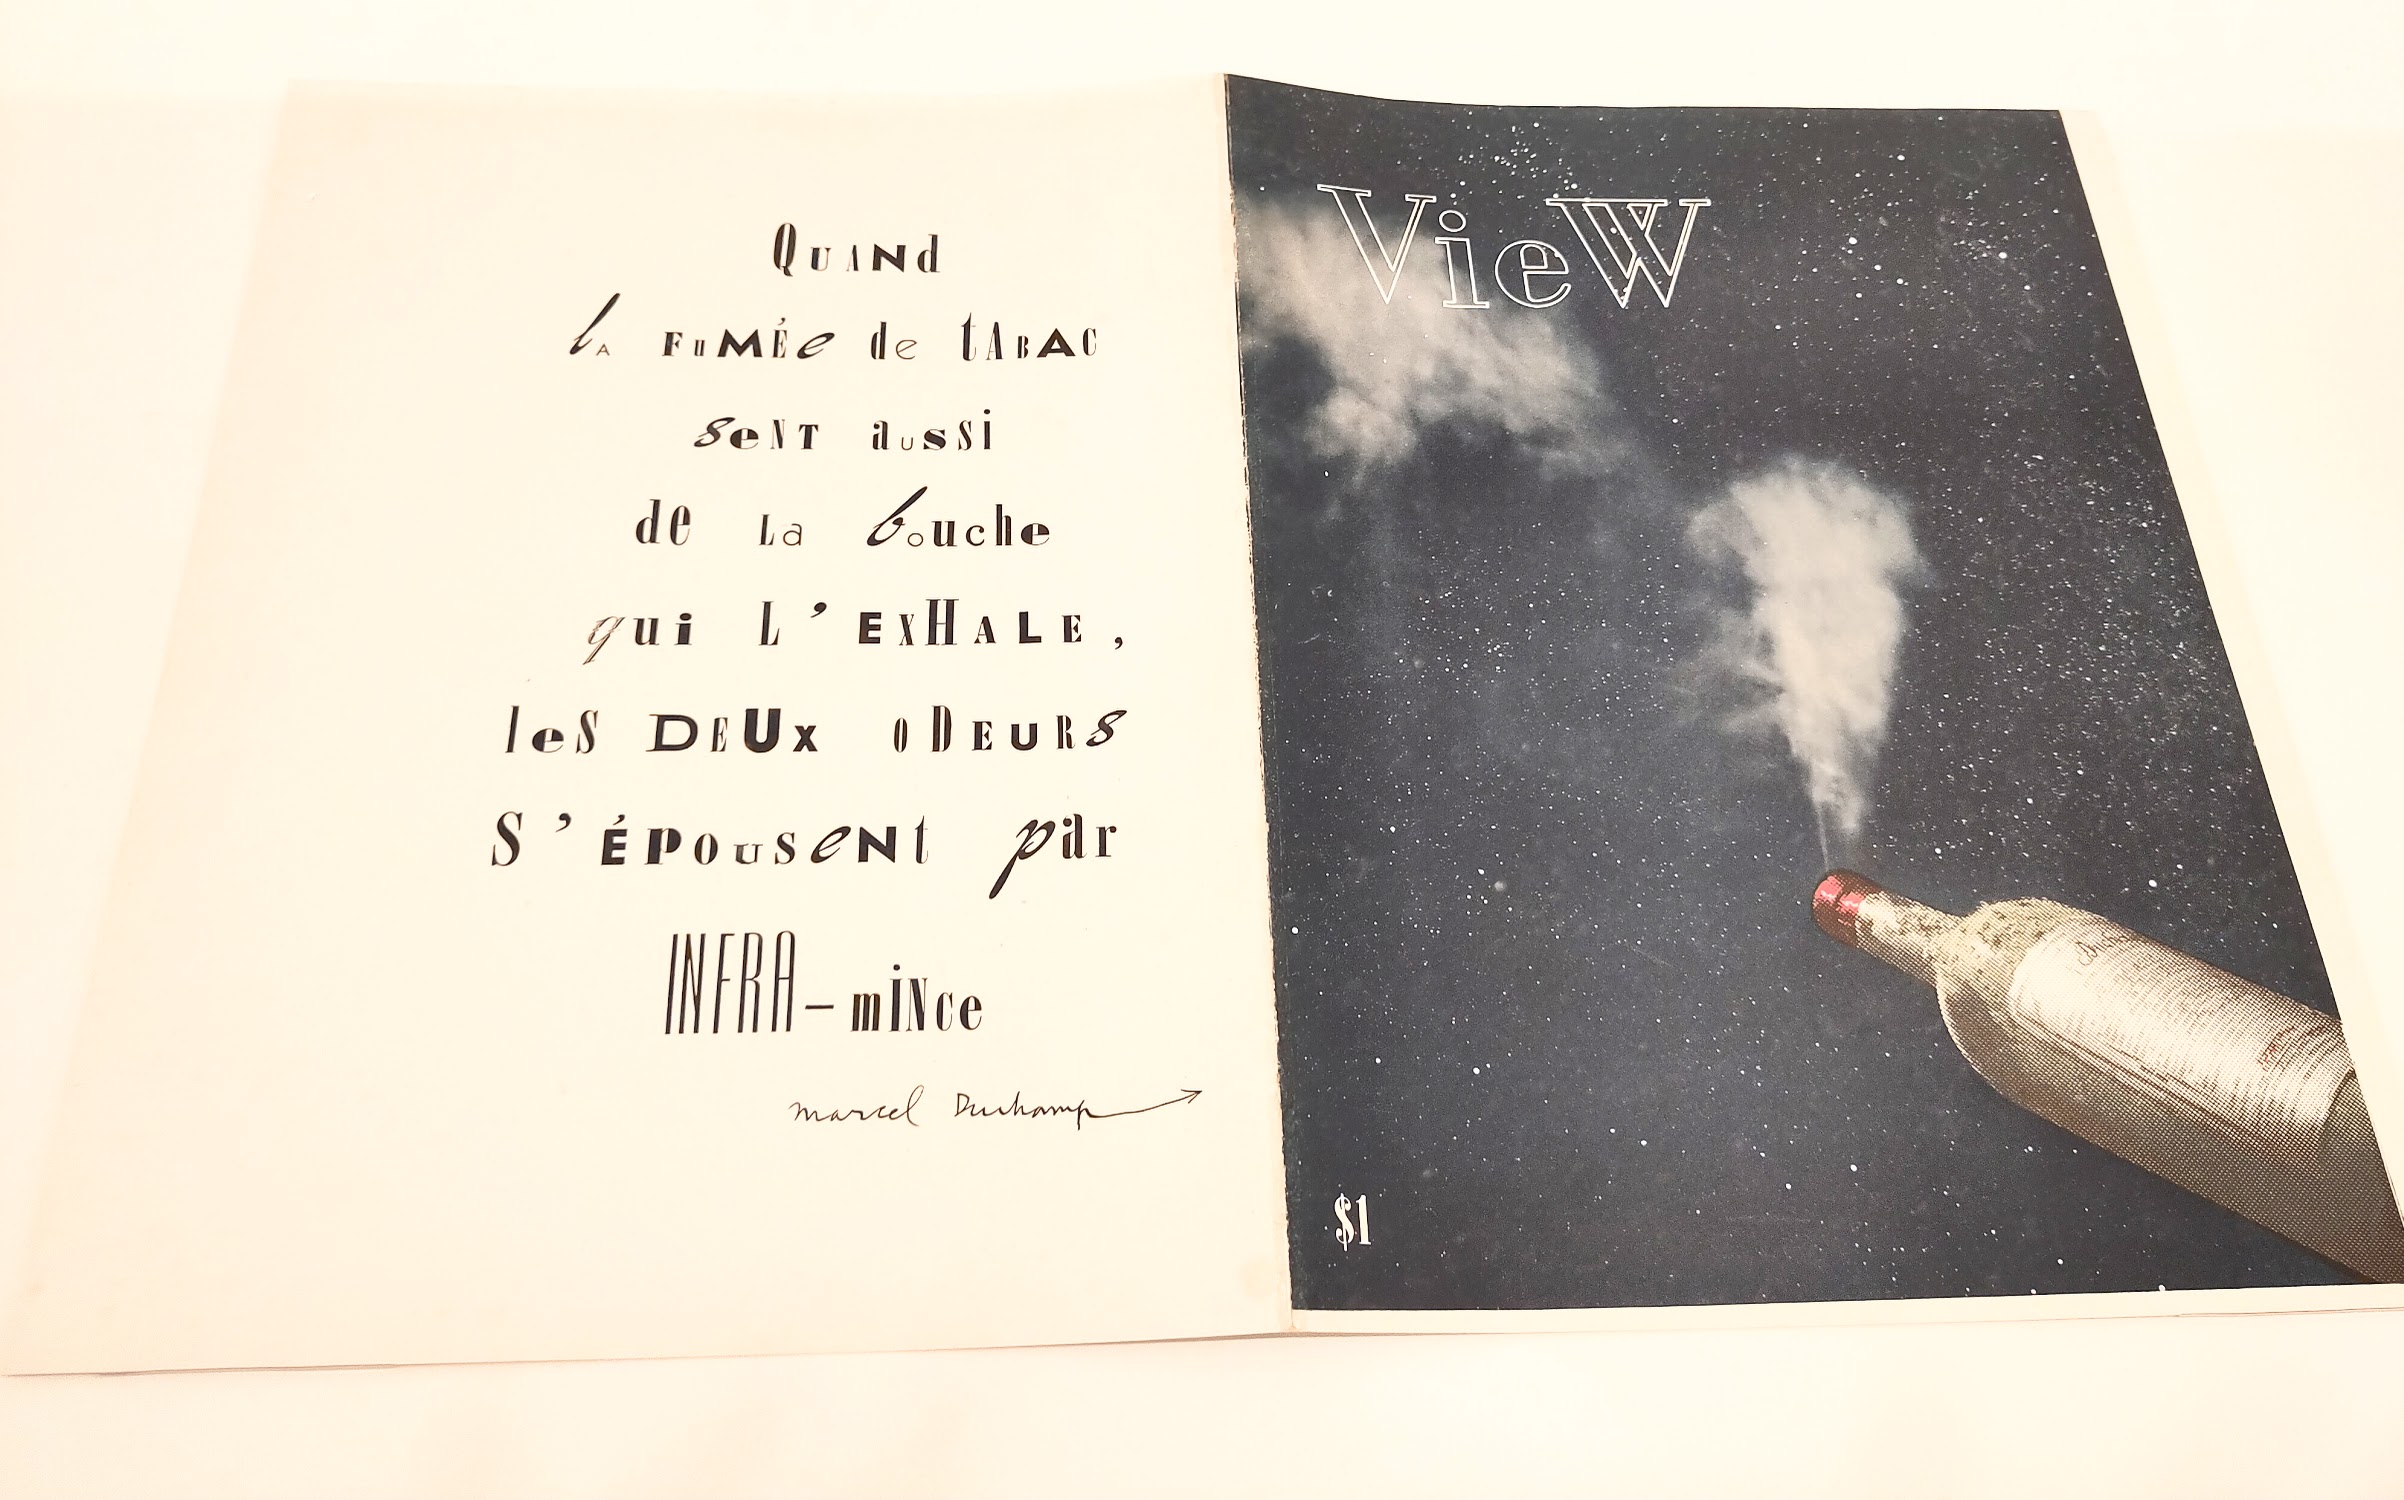 Quand
la fumée de tabac
sent aussi
de la bouche
qui l'exhale,
les deux odeurs
s'épousent par
INFRA-mince
marcel Duchamp
VieW
$1